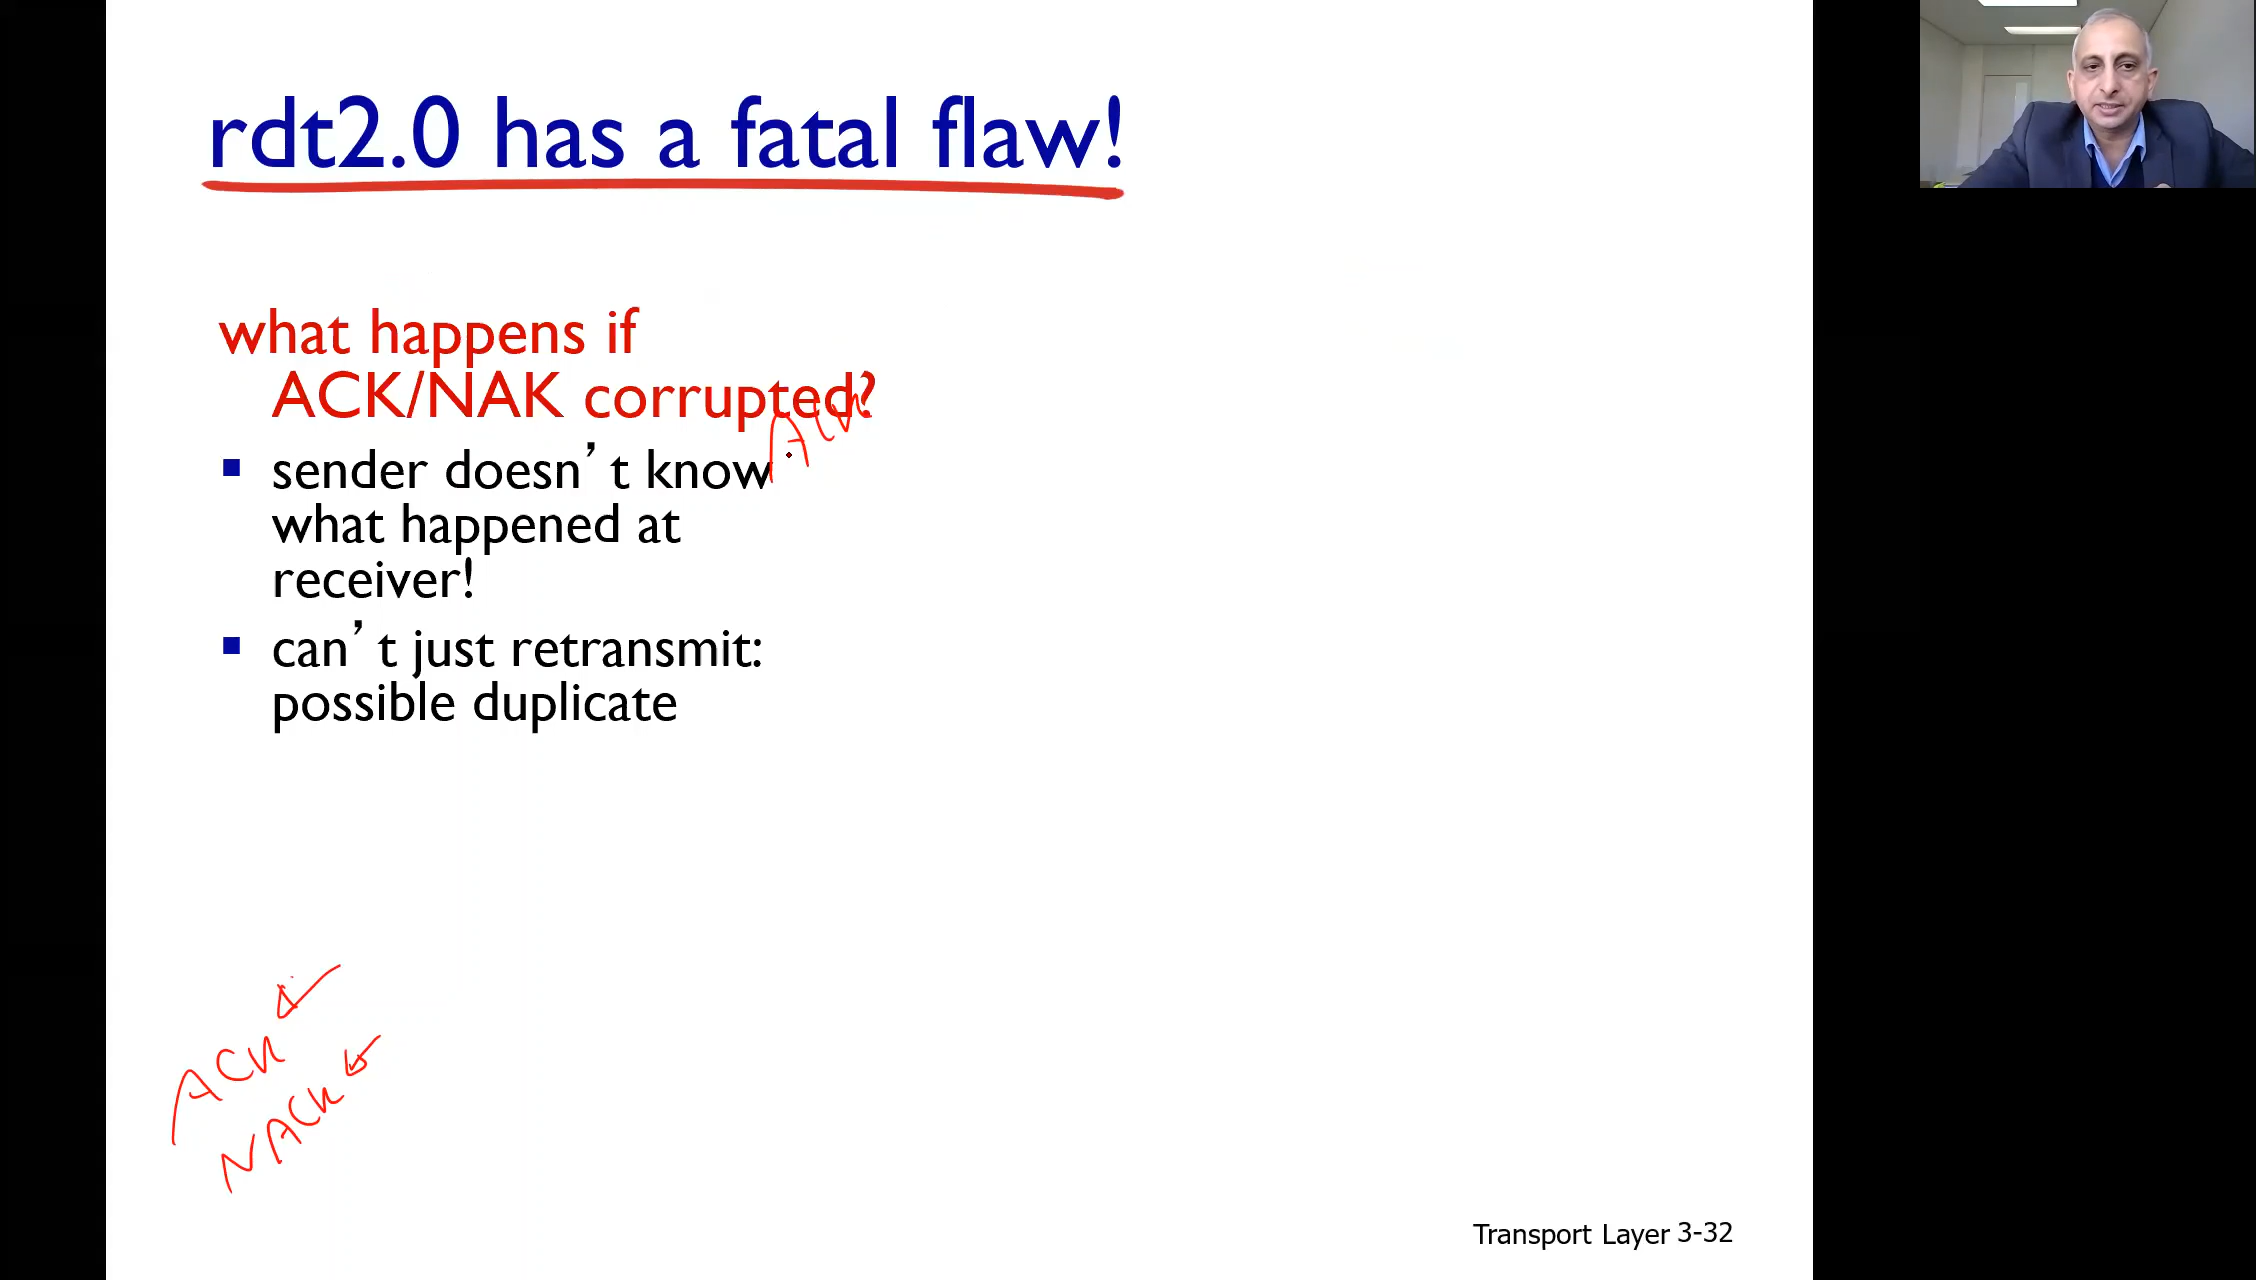 rdt2.0 has a fatal flaw!
what happens if
ACK/NAK corrupted?
ACK
▪ sender doesn’t know
what happened at
receiver!
▪ can’t just retransmit:
possible duplicate
ACK
NACK
Transport Layer 3-32